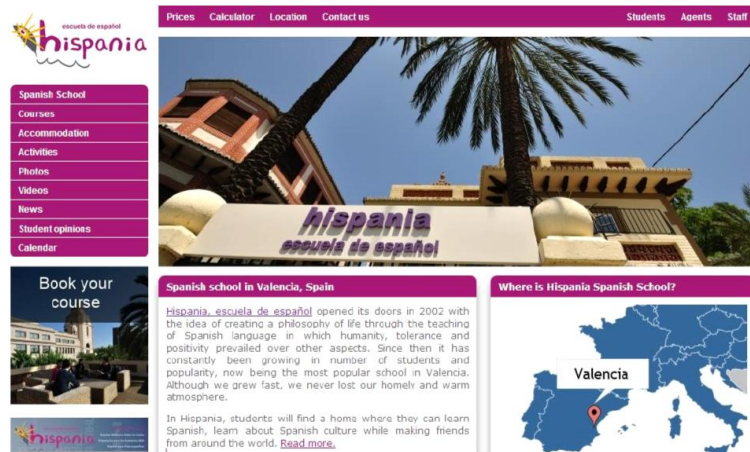 escuela de español
hispania
Prices Calculator Location Contact us Students Agents Staff
Spanish School
Courses
Accommodation
Activities
Photos
Videos
News
Student opinions
Calendar
hispania
escuela de español
Book your
course
hispania
Spanish school in Valencia, Spain
Hispania, escuela de español opened its doors in 2002 with
the idea of creating a philosophy of life through the teaching
of Spanish language in which humanity, tolerance and
positivity prevailed over other aspects. Since then it has
constantly been growing in number of students and
popularity, now being the most popular school in Valencia.
Although we grew fast, we never lost our homely and warm
atmosphere.
In Hispania, students will find a home where they can learn
Spanish, learn about Spanish culture while making friends
from around the world. Read more.
Where is Hispania Spanish School?
Valencia